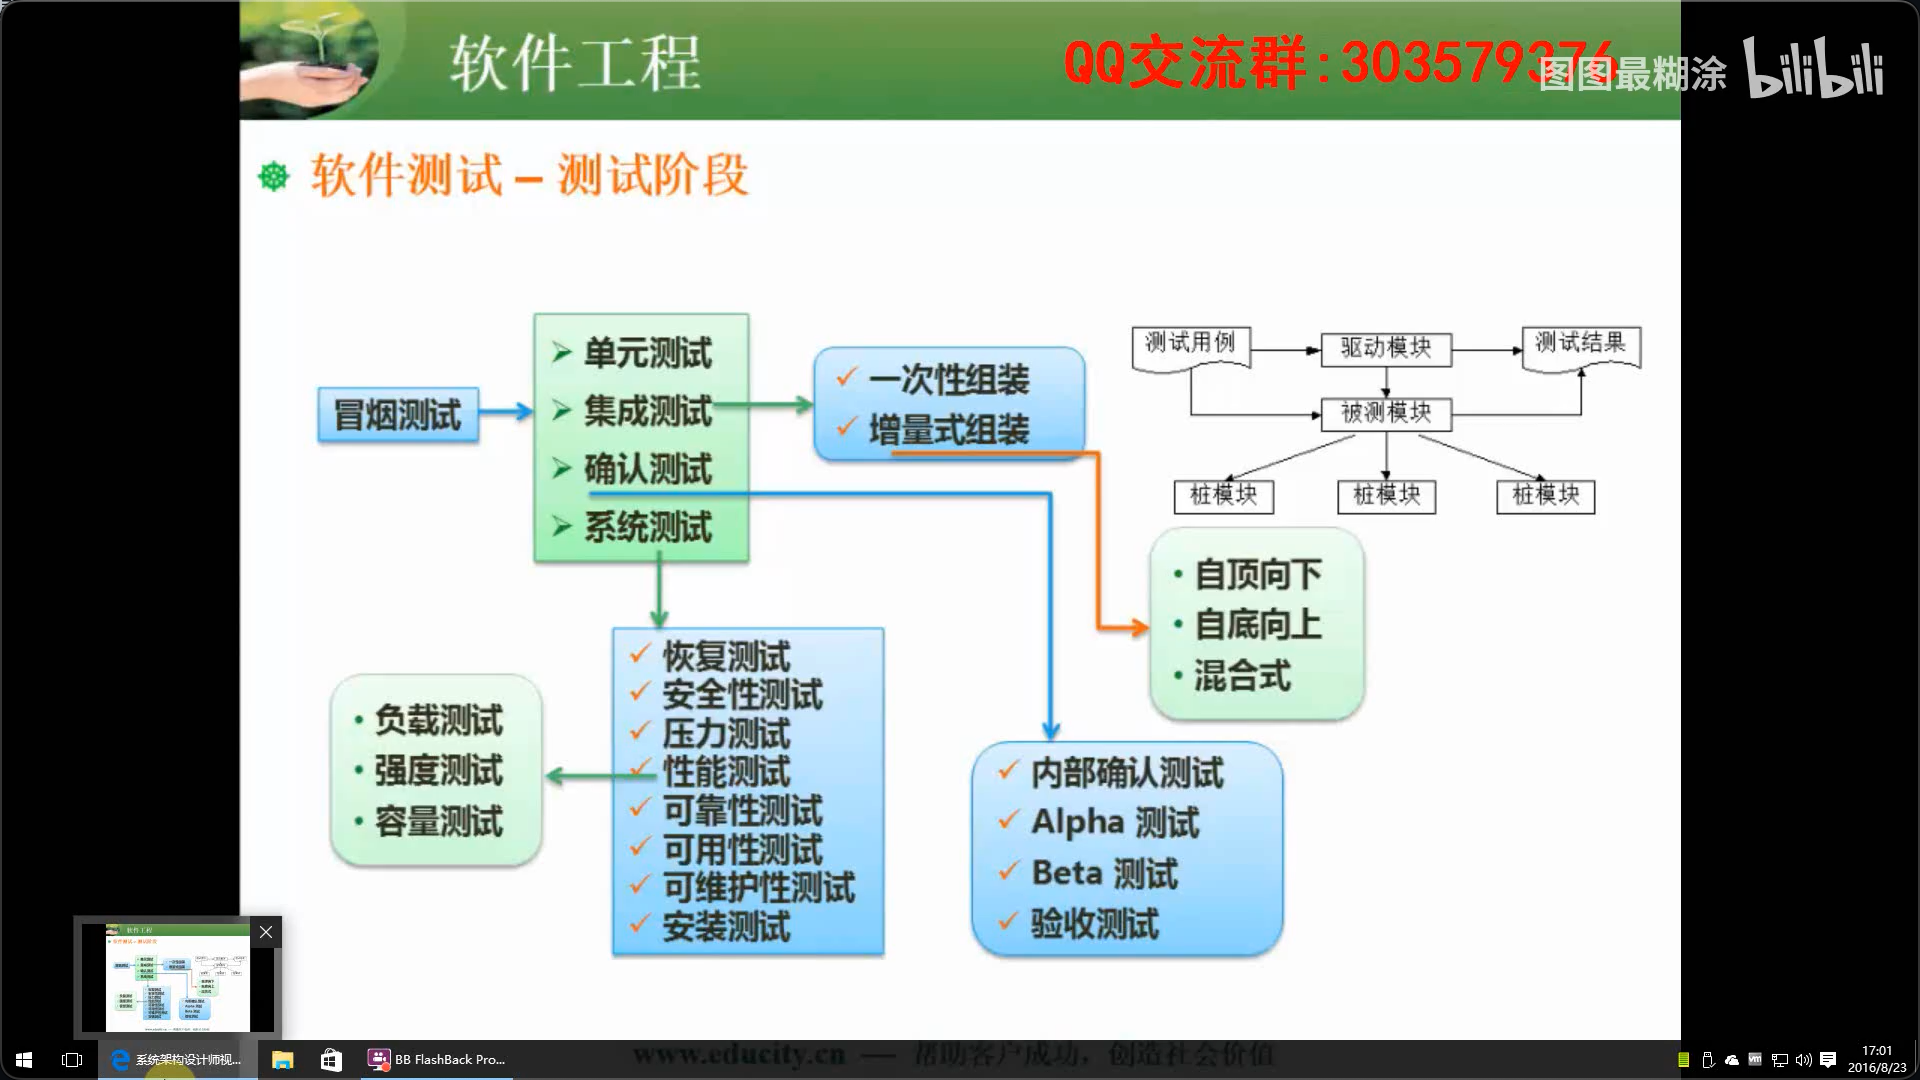 软件工程
QQ交流群:303579376
图图最糊涂 bilibili
软件测试 – 测试阶段
冒烟测试
单元测试
集成测试
确认测试
系统测试
一次性组装
增量式组装
测试用例
驱动模块
测试结果
被测模块
桩模块
桩模块
桩模块
自顶向下
自底向上
混合式
恢复测试
安全性测试
压力测试
性能测试
可靠性测试
可用性测试
可维护性测试
安装测试
负载测试
强度测试
容量测试
内部确认测试
Alpha 测试
Beta 测试
验收测试
www.educity.cn — 帮助客户成功，创造社会价值
系统架构设计师视...
BB FlashBack Pro...
17:01
2016/8/23